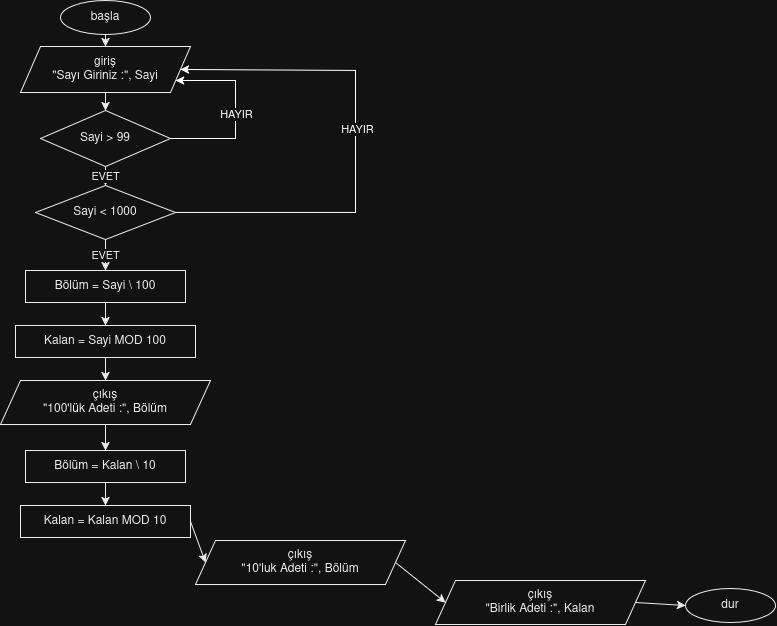 başla
giriş
"Sayı Giriniz :", Sayi
HAYIR
HAYIR
Sayi > 99
EVET
Sayi < 1000
EVET
Bölüm = Sayi \ 100
Kalan = Sayi MOD 100
çıkış
"100'lük Adeti :", Bölüm
Bölüm = Kalan \ 10
Kalan = Kalan MOD 10
çıkış
"10'luk Adeti :", Bölüm
çıkış
"Birlik Adeti :", Kalan
dur